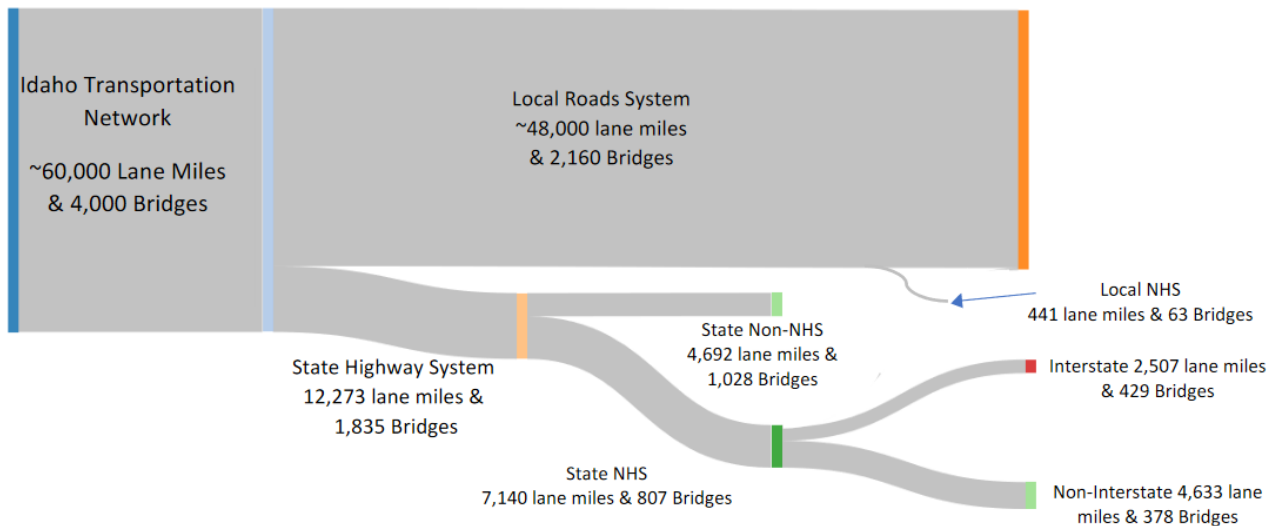 Idaho Transportation
Network
~60,000 Lane Miles
& 4,000 Bridges
Local Roads System
~48,000 lane miles
& 2,160 Bridges
Local NHS
441 lane miles & 63 Bridges
State Non-NHS
4,692 lane miles &
1,028 Bridges
State Highway System
12,273 lane miles &
1,835 Bridges
Interstate 2,507 lane miles
& 429 Bridges
State NHS
7,140 lane miles & 807 Bridges
Non-Interstate 4,633 lane
miles & 378 Bridges